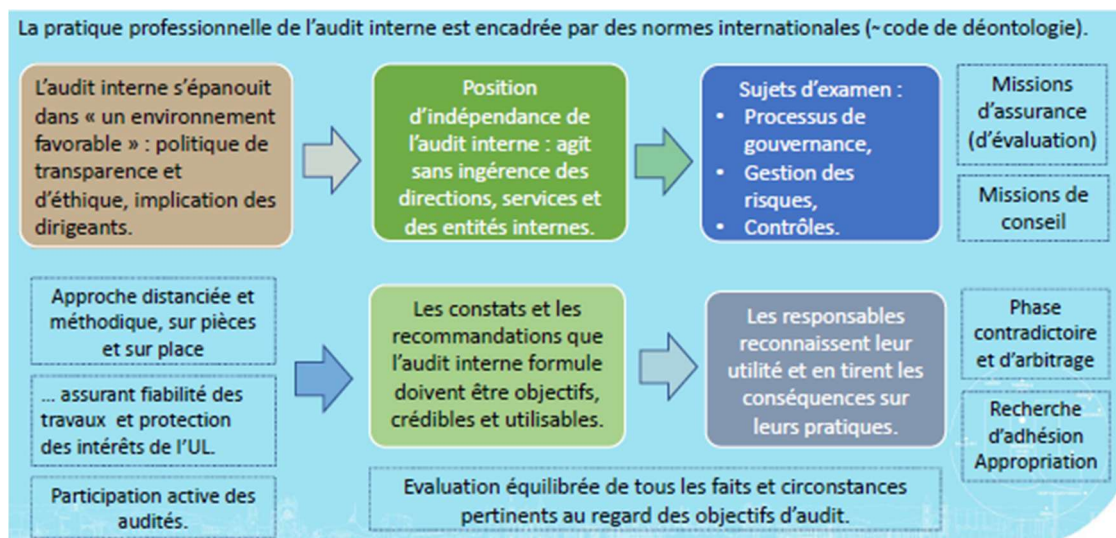 La pratique professionnelle de l'audit interne est encadrée par des normes internationales (~code de déontologie).
L'audit interne s'épanouit
dans « un environnement
favorable » : politique de
transparence et
d'éthique, implication des
dirigeants.
Position
d'indépendance de
l'audit interne : agit
sans ingérence des
directions, services et
des entités internes.
Sujets d'examen :
• Processus de
gouvernance,
• Gestion des
risques,
• Contrôles.
Missions
d'assurance
(d'évaluation)
Missions de
conseil
Approche distanciée et
méthodique, sur pièces
et sur place
... assurant fiabilité des
travaux et protection
des intérêts de l'UL.
Participation active des
audités.
Les constats et les
recommandations que
l'audit interne formule
doivent être objectifs,
crédibles et utilisables.
Les responsables
reconnaissent leur
utilité et en tirent les
conséquences sur
leurs pratiques.
Phase
contradictoire
et d'arbitrage
Recherche
d'adhésion
Appropriation
Evaluation équilibrée de tous les faits et circonstances
pertinents au regard des objectifs d'audit.